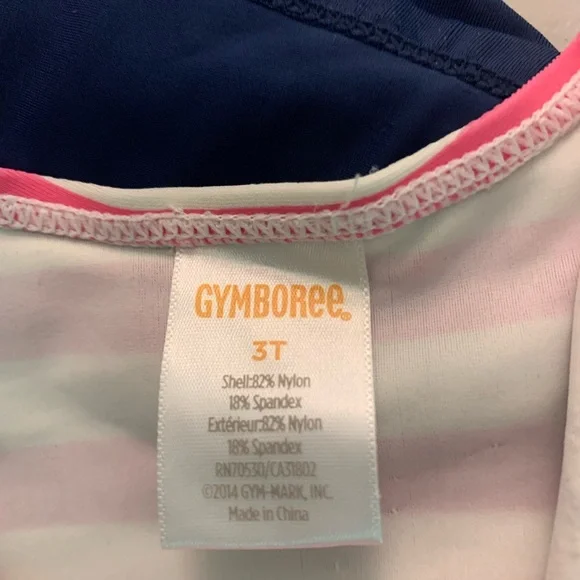 GYMBOREE®
3T
Shell:82% Nylon
18% Spandex
Extérieur:82% Nylon
18% Spandex
RN70530/CA31802
©2014 GYM-MARK, INC.
Made in China